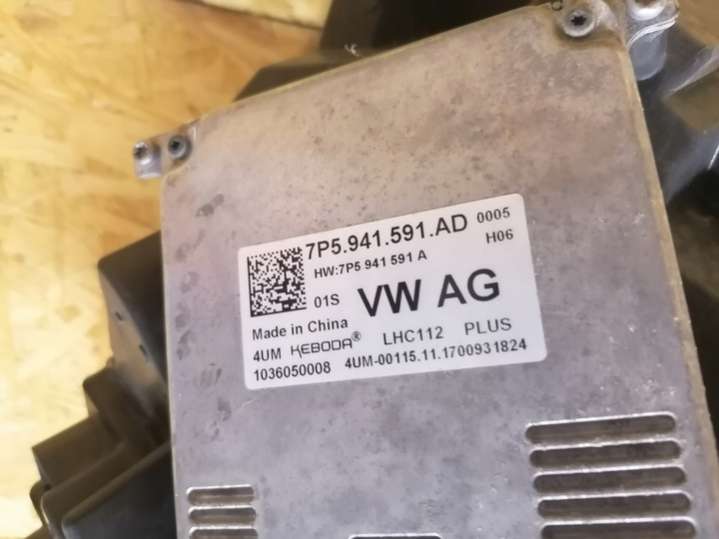 7P5.941.591.AD 0005
HW:7P5 941 591 A H06
01S VW AG
Made in China
4UM KEBODA® LHC112 PLUS
1036050008 4UM-00115.11.1700931824